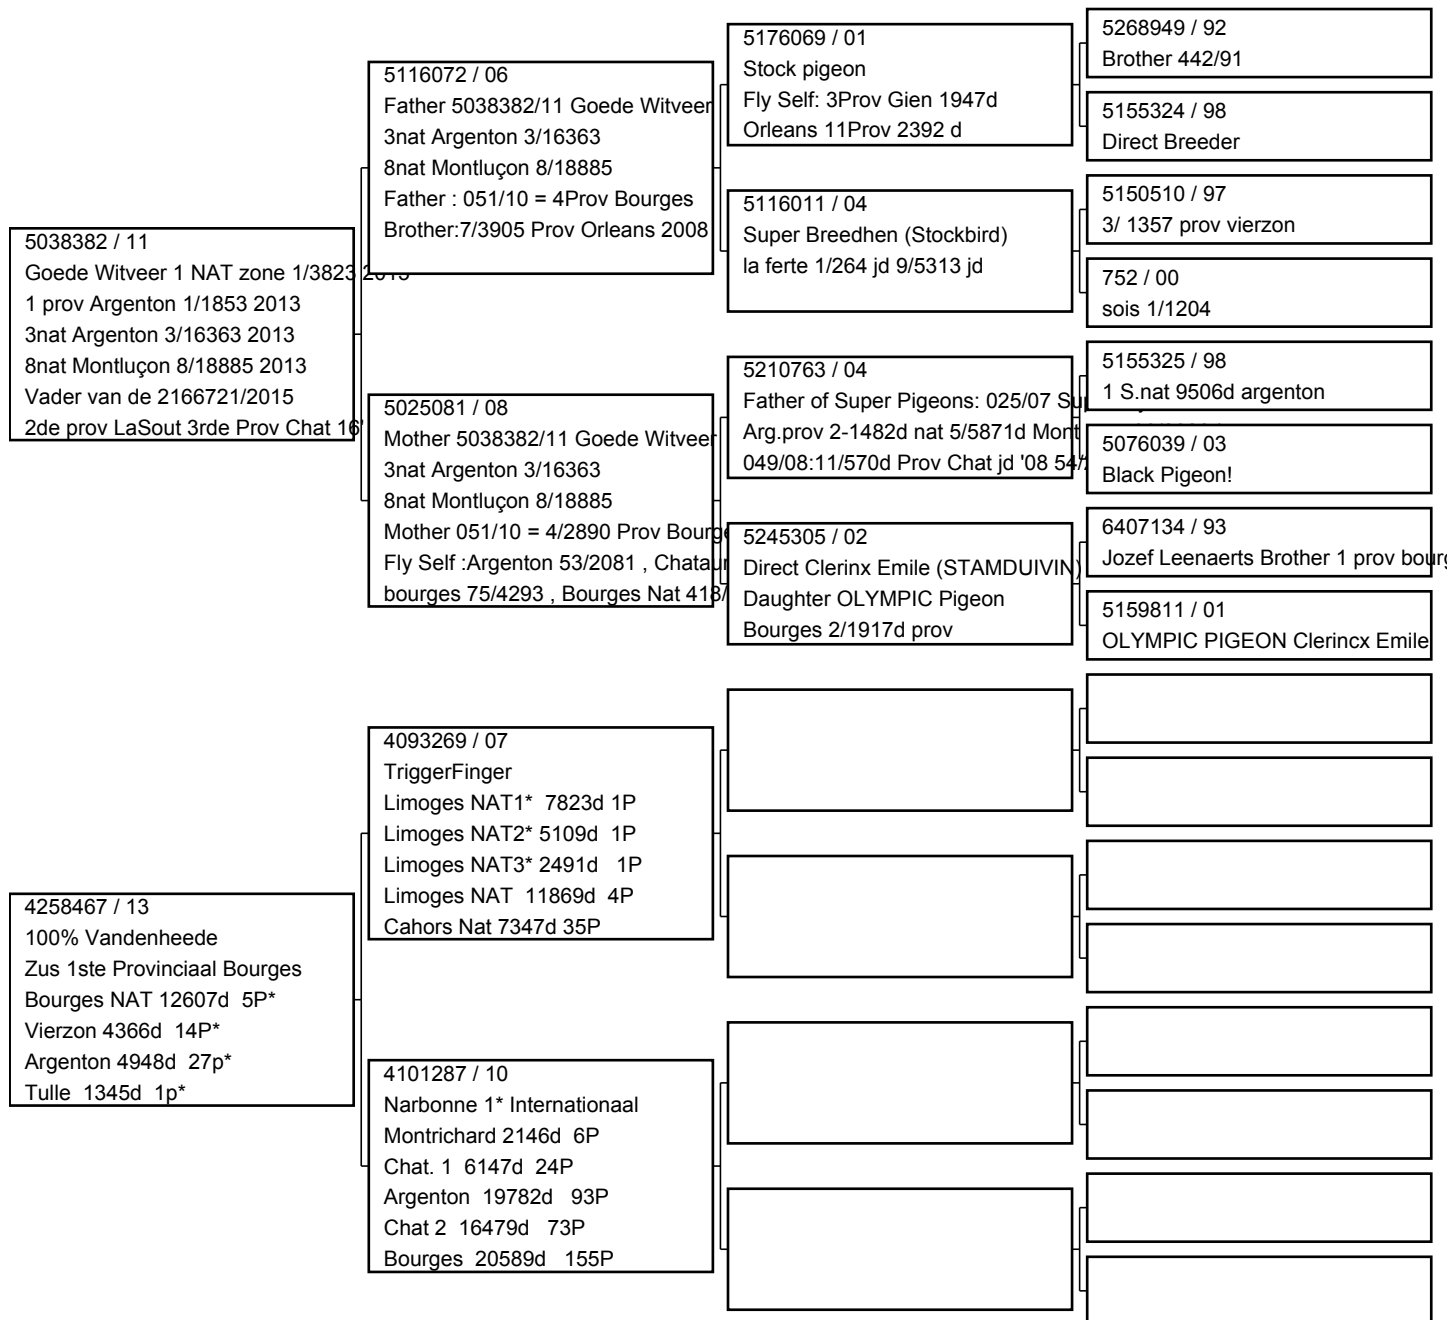 5038382 / 11
Goede Witveer 1 NAT zone 1/3823 2013
1 prov Argenton 1/1853 2013
3nat Argenton 3/16363 2013
8nat Montluçon 8/18885 2013
Vader van de 2166721/2015
2de prov LaSout 3rde Prov Chat 16'
4258467 / 13
100% Vandenheede
Zus 1ste Provinciaal Bourges
Bourges NAT 12607d 5P*
Vierzon 4366d 14P*
Argenton 4948d 27p*
Tulle 1345d 1p*
5116072 / 06
Father 5038382/11 Goede Witveer
3nat Argenton 3/16363
8nat Montluçon 8/18885
Father : 051/10 = 4Prov Bourges
Brother:7/3905 Prov Orleans 2008
5025081 / 08
Mother 5038382/11 Goede Witveer
3nat Argenton 3/16363
8nat Montluçon 8/18885
Mother 051/10 = 4/2890 Prov Bourge
Fly Self :Argenton 53/2081 , Chataur
bourges 75/4293 , Bourges Nat 418/
4093269 / 07
TriggerFinger
Limoges NAT1* 7823d 1P
Limoges NAT2* 5109d 1P
Limoges NAT3* 2491d 1P
Limoges NAT 11869d 4P
Cahors Nat 7347d 35P
4101287 / 10
Narbonne 1* Internationaal
Montrichard 2146d 6P
Chat. 1 6147d 24P
Argenton 19782d 93P
Chat 2 16479d 73P
Bourges 20589d 155P
5176069 / 01
Stock pigeon
Fly Self: 3Prov Gien 1947d
Orleans 11Prov 2392 d
5116011 / 04
Super Breedhen (Stockbird)
la ferte 1/264 jd 9/5313 jd
5210763 / 04
Father of Super Pigeons: 025/07 Su
Arg.prov 2-1482d nat 5/5871d Mont
049/08:11/570d Prov Chat jd '08 54/
5245305 / 02
Direct Clerinx Emile (STAMDUIVIN)
Daughter OLYMPIC Pigeon
Bourges 2/1917d prov
5268949 / 92
Brother 442/91
5155324 / 98
Direct Breeder
5150510 / 97
3/ 1357 prov vierzon
752 / 00
sois 1/1204
5155325 / 98
1 S.nat 9506d argenton
5076039 / 03
Black Pigeon!
6407134 / 93
Jozef Leenaerts Brother 1 prov bourg
5159811 / 01
OLYMPIC PIGEON Clerincx Emile